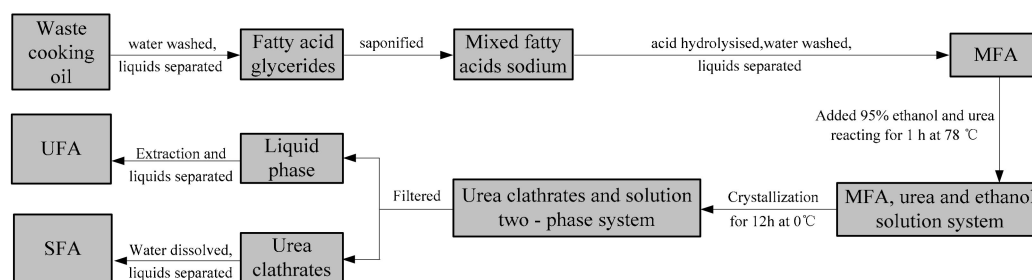 Waste
cooking
oil
water washed,
liquids separated
Fatty acid
glycerides
saponified
Mixed fatty
acids sodium
acid hydrolysised,water washed,
liquids separated
MFA
Added 95% ethanol and urea
reacting for 1 h at 78 ℃
MFA, urea and ethanol
solution system
Crystallization
for 12h at 0℃
Urea clathrates and solution
two - phase system
Filtered
Liquid
phase
Extraction and
liquids separated
UFA
Urea
clathrates
Water dissolved,
liquids separated
SFA